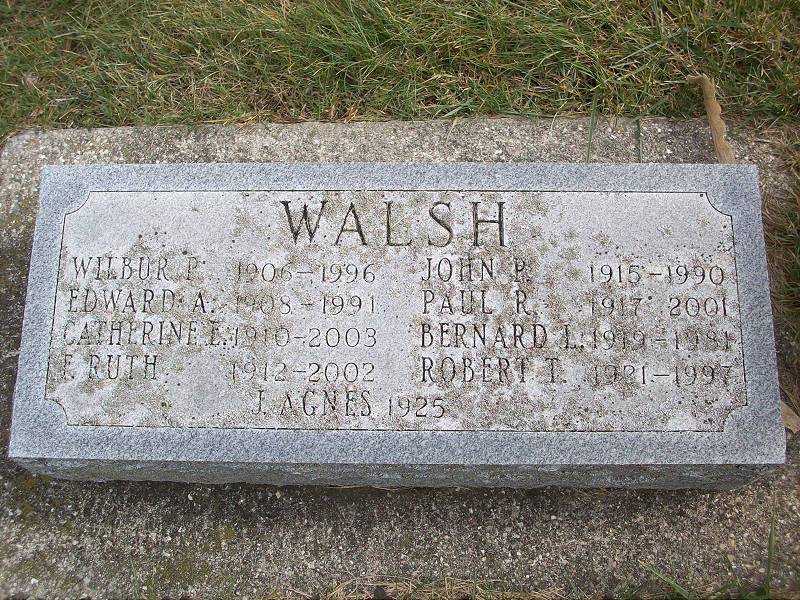 WALSH
WILBUR P. 1906-1996 JOHN P. 1915-1990
EDWARD A. 1908-1991 PAUL R. 1917-2001
CATHERINE E. 1910-2003 BERNARD L. 1919-1981
F. RUTH 1912-2002 ROBERT T. 1921-1997
J. AGNES 1925